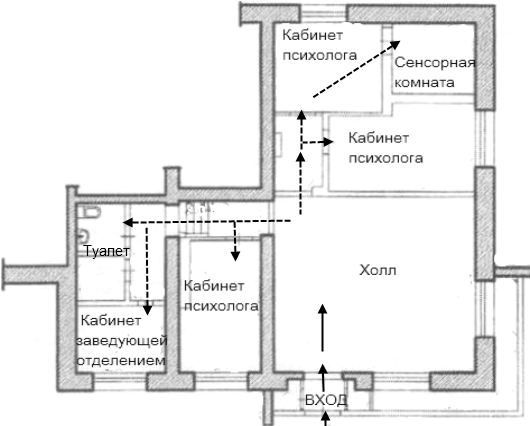 Кабинет
психолога
Сенсорная
комната
Кабинет
психолога
Туалет
Холл
Кабинет
психолога
Кабинет
заведующей
отделением
ВХОД